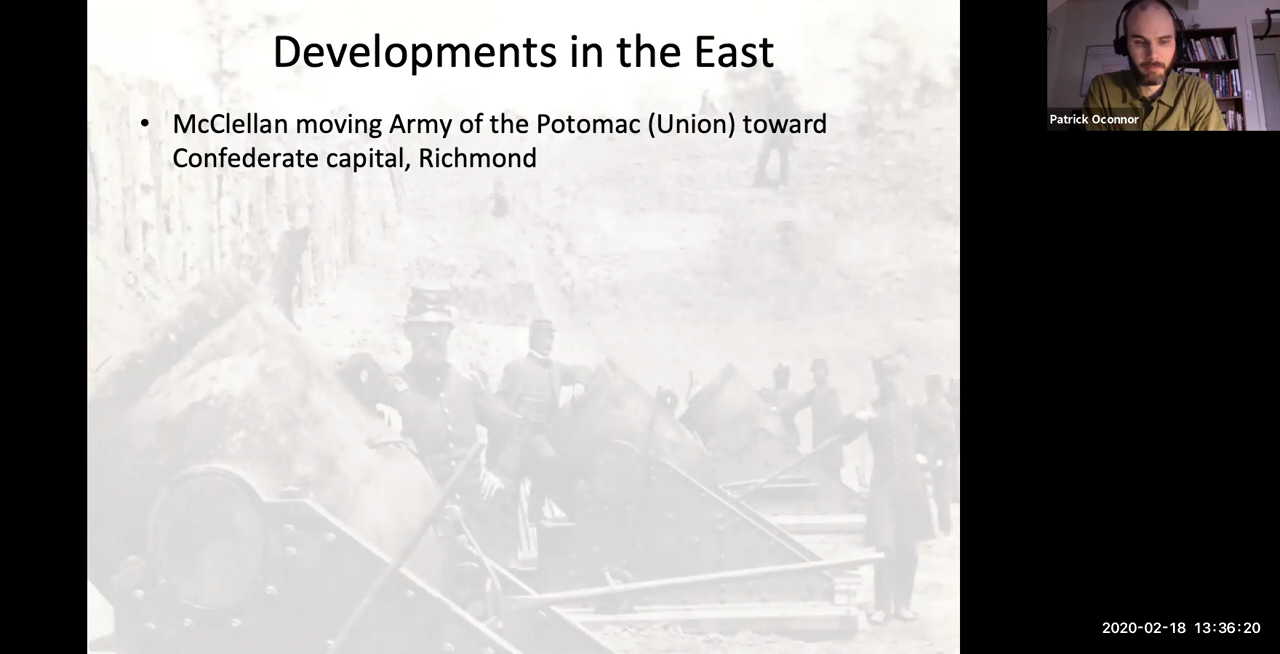 Developments in the East
• McClellan moving Army of the Potomac (Union) toward
Confederate capital, Richmond
Patrick Oconnor
2020-02-18 13:36:20